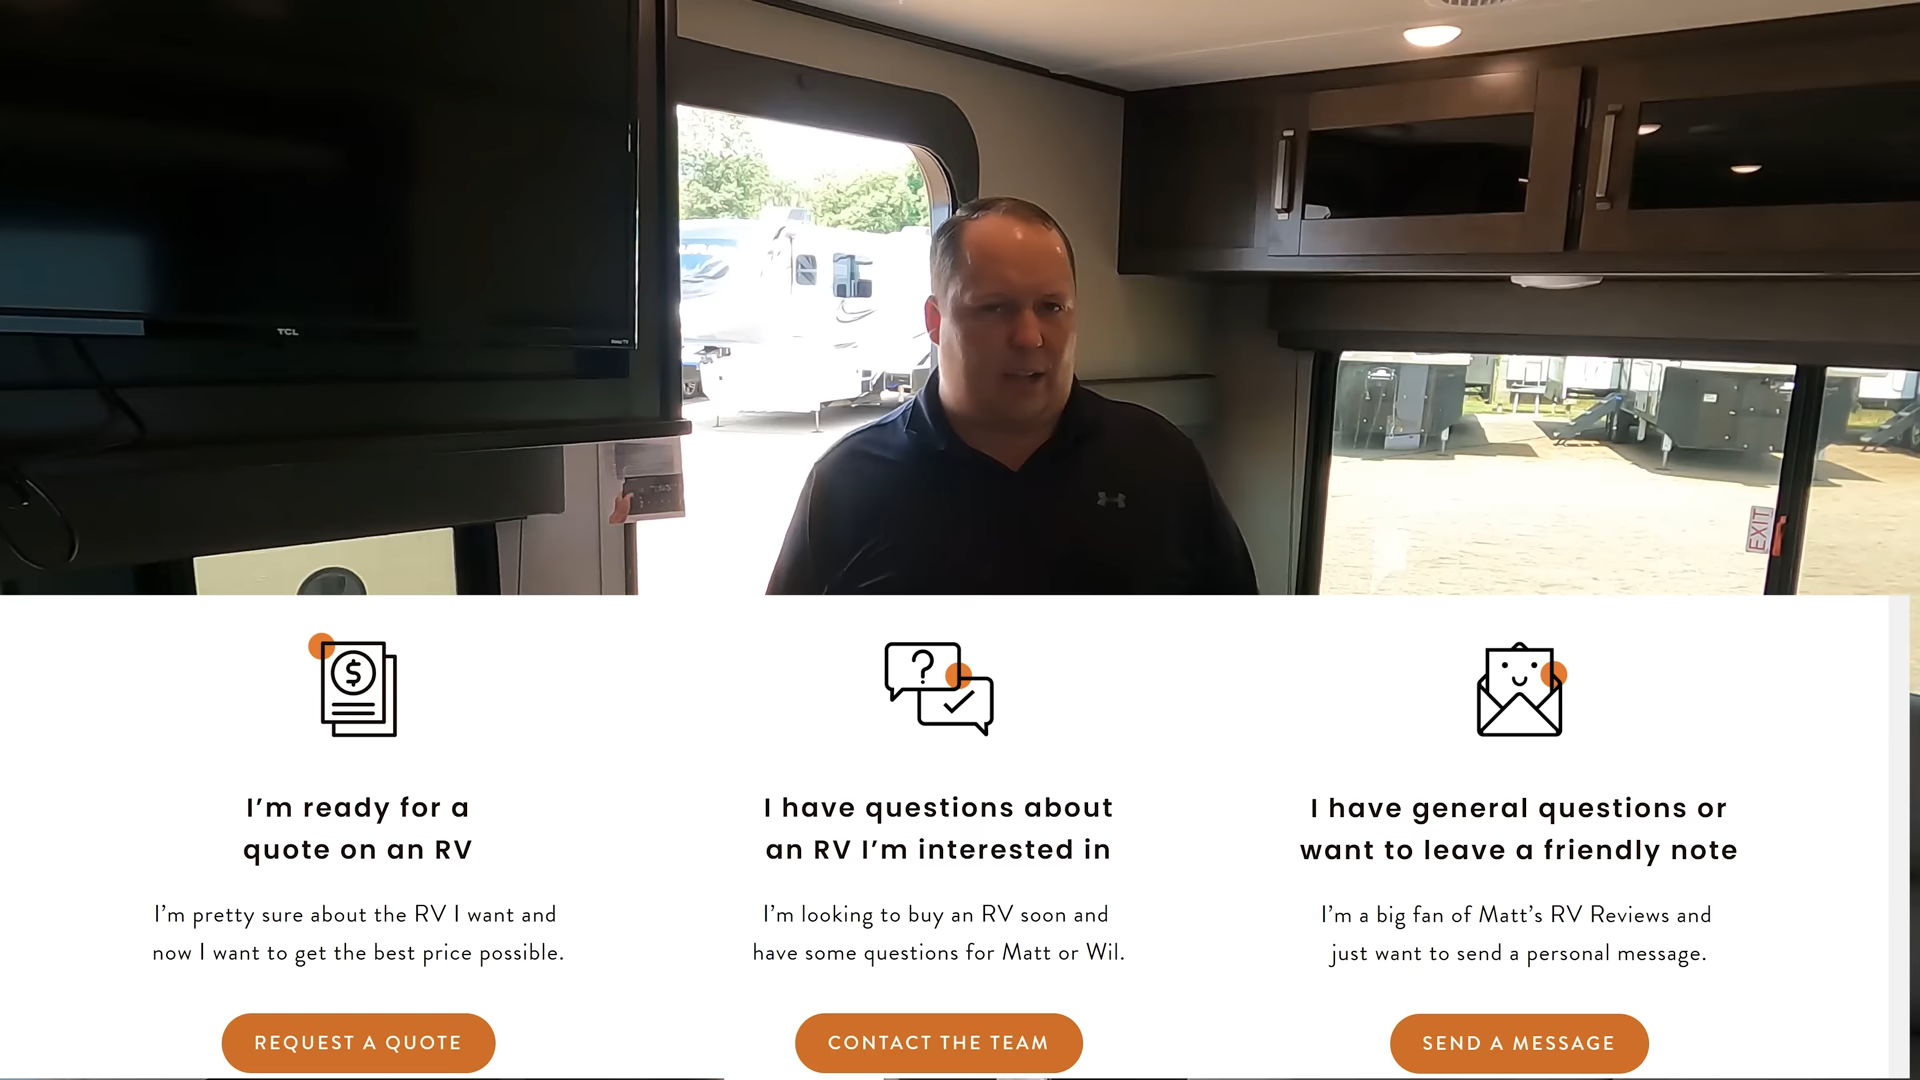 TCL
EXIT
$
?
I’m ready for a
quote on an RV
I’m pretty sure about the RV I want and
now I want to get the best price possible.
REQUEST A QUOTE
I have questions about
an RV I’m interested in
I’m looking to buy an RV soon and
have some questions for Matt or Wil.
CONTACT THE TEAM
I have general questions or
want to leave a friendly note
I’m a big fan of Matt’s RV Reviews and
just want to send a personal message.
SEND A MESSAGE